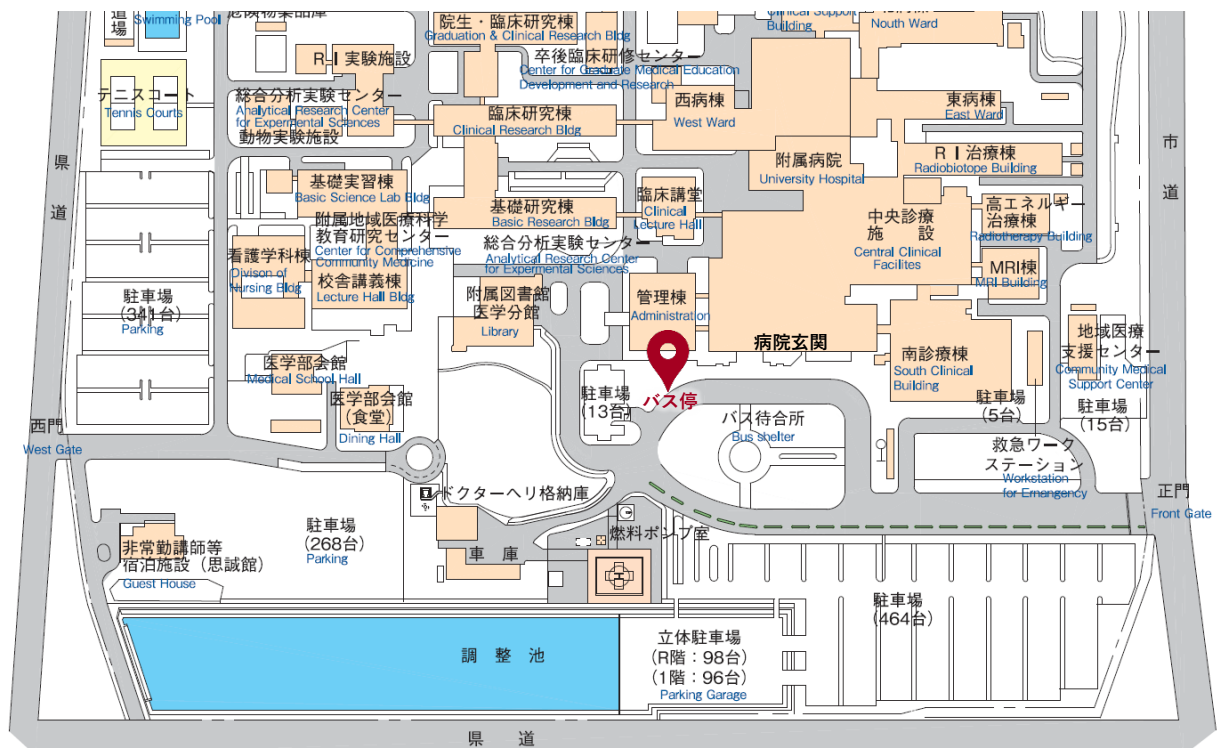 道
場
Swimming Pool
危険物薬品庫
院生・臨床研究棟
Graduation & Clinical Research Bldg
Clinical Support
Building
Nouth Ward
RI 実験施設
卒後臨床研修センター
Center for Graduate Medical Education
Development and Research
テニスコート
Tennis Courts
総合分析実験センター
Analytical Research Center
for Expermental Sciences
動物実験施設
臨床研究棟
Clinical Research Bldg
西病棟
West Ward
東病棟
East Ward
県
道
市
道
附属病院
University Hospital
RI治療棟
Radiobiotope Building
基礎実習棟
Basic Science Lab Bldg
基礎研究棟
Basic Research Bldg
臨床講堂
Clinical
Lecture Hall
中央診療
施 設
Central Clinical
Facilites
高エネルギー
治療棟
Radiotherapy Building
附属地域医療科学
教育研究センター
Center for Comprehensive
Community Medicine
看護学科棟
Divison of
Nursing Bldg
校舎講義棟
Lecture Hall Bldg
総合分析実験センター
Analytical Research Center
for Expermental Sciences
MRI棟
MRI Building
駐車場
(341台)
Parking
附属図書館
医学分館
Library
管理棟
Administration
病院玄関
南診療棟
South Clinical
Building
地域医療
支援センター
Community Medical
Support Center
医学部会館
Medical School Hall
医学部会館
(食堂)
Dining Hall
駐車場
(13台)
バス停
バス待合所
Bus shelter
駐車場
(5台)
駐車場
(15台)
西門
West Gate
救急ワーク
ステーション
Workstation
for Emangency
正門
Front Gate
ドクターヘリ格納庫
駐車場
(268台)
Parking
燃料ポンプ室
非常勤講師等
宿泊施設(思誠館)
Guest House
車 庫
H
駐車場
(464台)
調 整 池
立体駐車場
(R階:98台)
(1階:96台)
Parking Garage
県 道